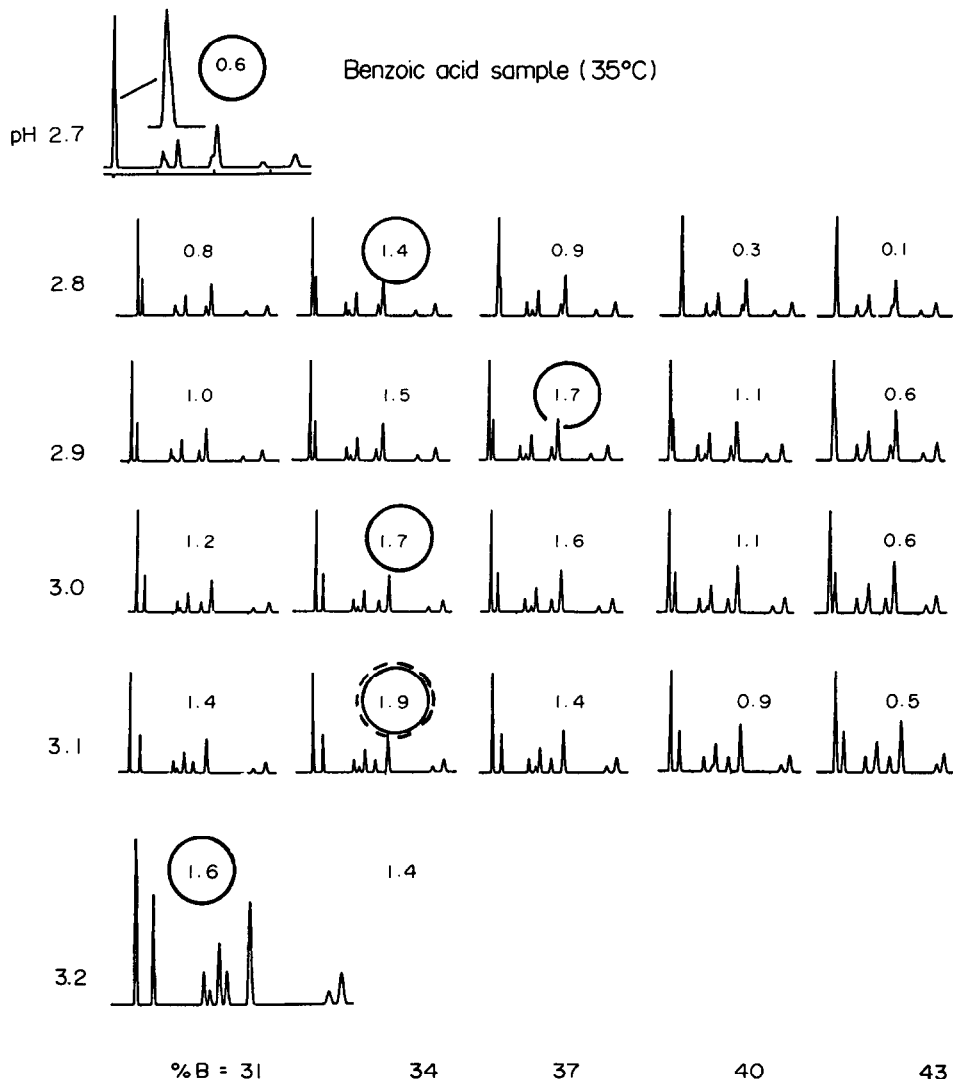 0.6
Benzoic acid sample (35°C)
pH 2.7
2.8 0.8 1.4 0.9 0.3 0.1
2.9 1.0 1.5 1.7 1.1 0.6
3.0 1.2 1.7 1.6 1.1 0.6
3.1 1.4 1.9 1.4 0.9 0.5
1.6 1.4
3.2
%B = 31 34 37 40 43